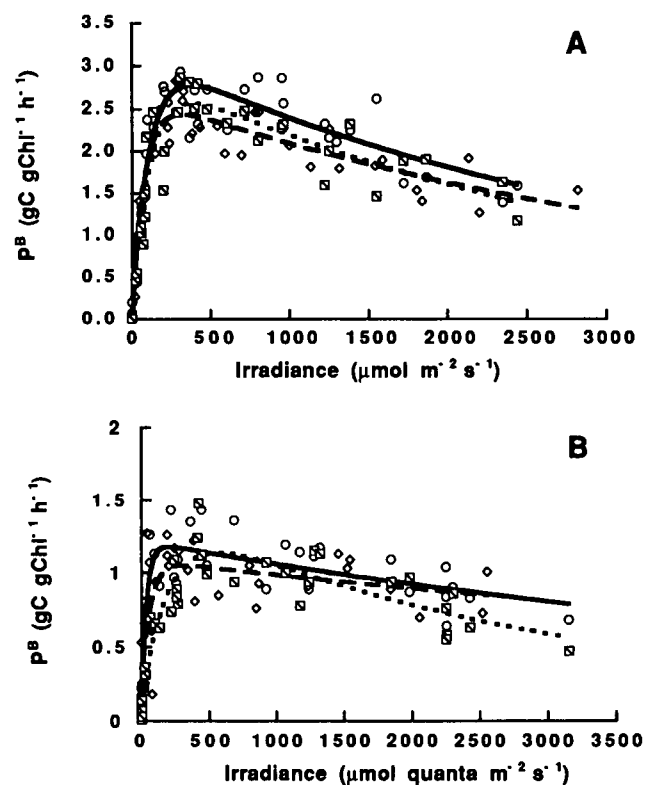 A
3.5
3.0
2.5
2.0
1.5
1.0
0.5
0.0
P^B (gC gChl⁻¹ h⁻¹)
0 500 1000 1500 2000 2500 3000
Irradiance (μmol m⁻² s⁻¹)
B
2
1.5
1
0.5
0
P^B (gC gChl⁻¹ h⁻¹)
0 500 1000 1500 2000 2500 3000 3500
Irradiance (μmol quanta m⁻² s⁻¹)